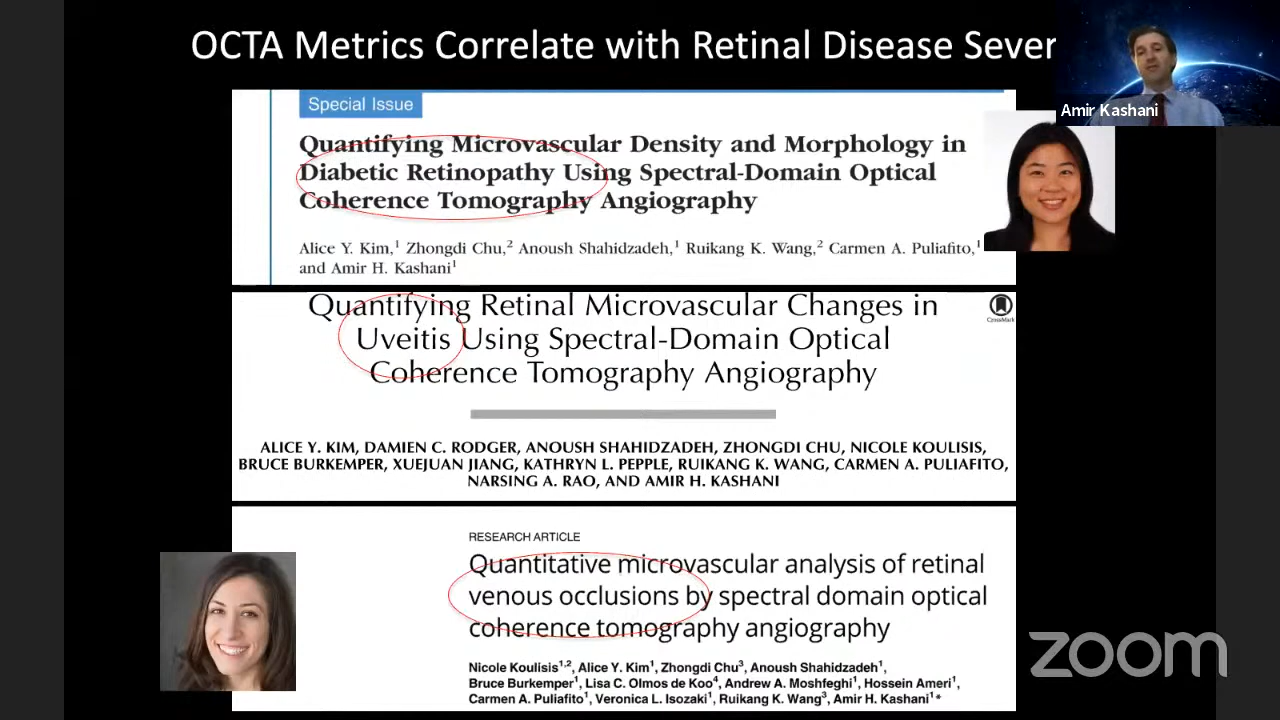 OCTA Metrics Correlate with Retinal Disease Sever
Amir Kashani
Special Issue
Quantifying Microvascular Density and Morphology in
Diabetic Retinopathy Using Spectral-Domain Optical
Coherence Tomography Angiography
Alice Y. Kim,¹ Zhongdi Chu,² Anoush Shahidzadeh,¹ Ruikang K. Wang,² Carmen A. Puliafito,¹
and Amir H. Kashani¹
Quantifying Retinal Microvascular Changes in
Uveitis Using Spectral-Domain Optical
Coherence Tomography Angiography
CrossMark
ALICE Y. KIM, DAMIEN C. RODGER, ANOUSH SHAHIDZADEH, ZHONGDI CHU, NICOLE KOULISIS,
BRUCE BURKEMPER, XUEJUAN JIANG, KATHRYN L. PEPPLE, RUIKANG K. WANG, CARMEN A. PULIAFITO,
NARSING A. RAO, AND AMIR H. KASHANI
RESEARCH ARTICLE
Quantitative microvascular analysis of retinal
venous occlusions by spectral domain optical
coherence tomography angiography
Nicole Koulisis¹,², Alice Y. Kim¹, Zhongdi Chu³, Anoush Shahidzadeh¹,
Bruce Burkemper¹, Lisa C. Olmos de Koo⁴, Andrew A. Moshfeghi¹, Hossein Ameri¹,
Carmen A. Puliafito¹, Veronica L. Isozaki¹, Ruikang K. Wang³, Amir H. Kashani¹*
zoom